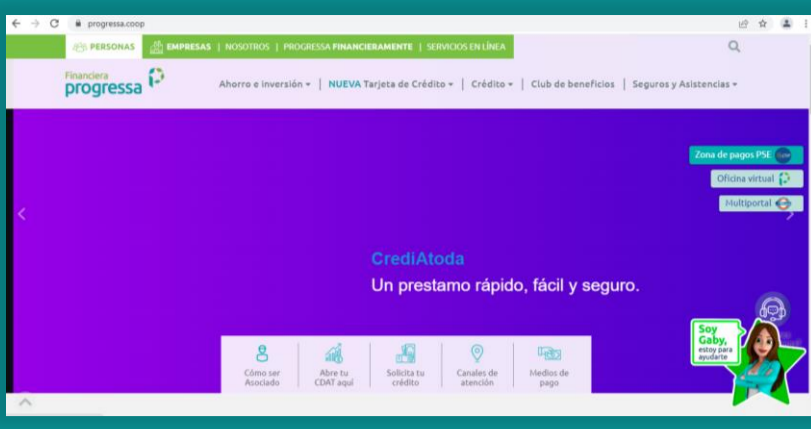 progressa.coop
PERSONAS EMPRESAS | NOSOTROS | PROGRESSA FINANCIERAMENTE | SERVICIOS EN LÍNEA
Financiera
progressa
Ahorro e inversión | NUEVA Tarjeta de Crédito | Crédito | Club de beneficios | Seguros y Asistencias
Zona de pagos PSE
Oficina virtual
Multiportal
CrediAtoda
Un prestamo rápido, fácil y seguro.
Soy
Gaby,
estoy para
ayudarte
Cómo ser
Asociado
Abre tu
CDAT aquí
Solicita tu
crédito
Canales de
atención
Medios de
pago